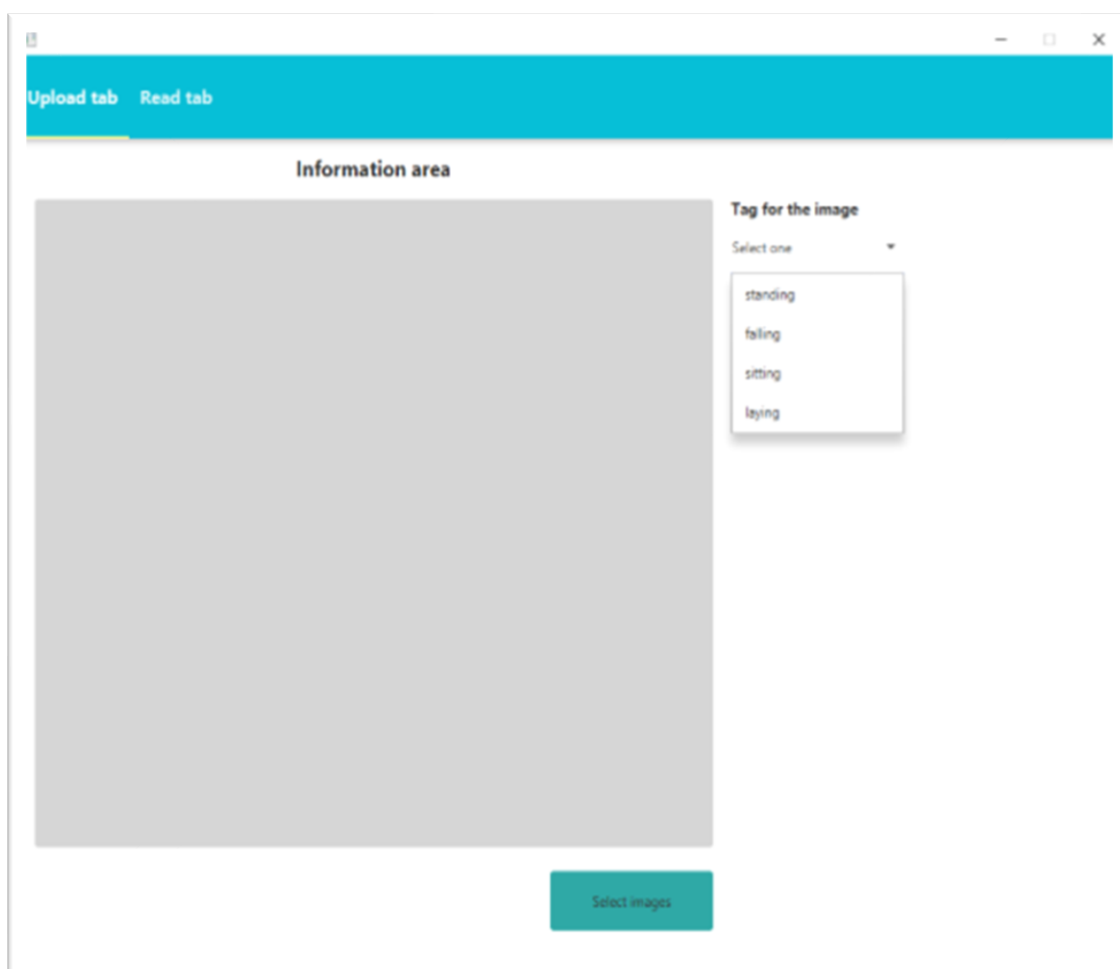 Upload tab Read tab
Information area
Tag for the image
Select one
standing
falling
sitting
laying
Select images